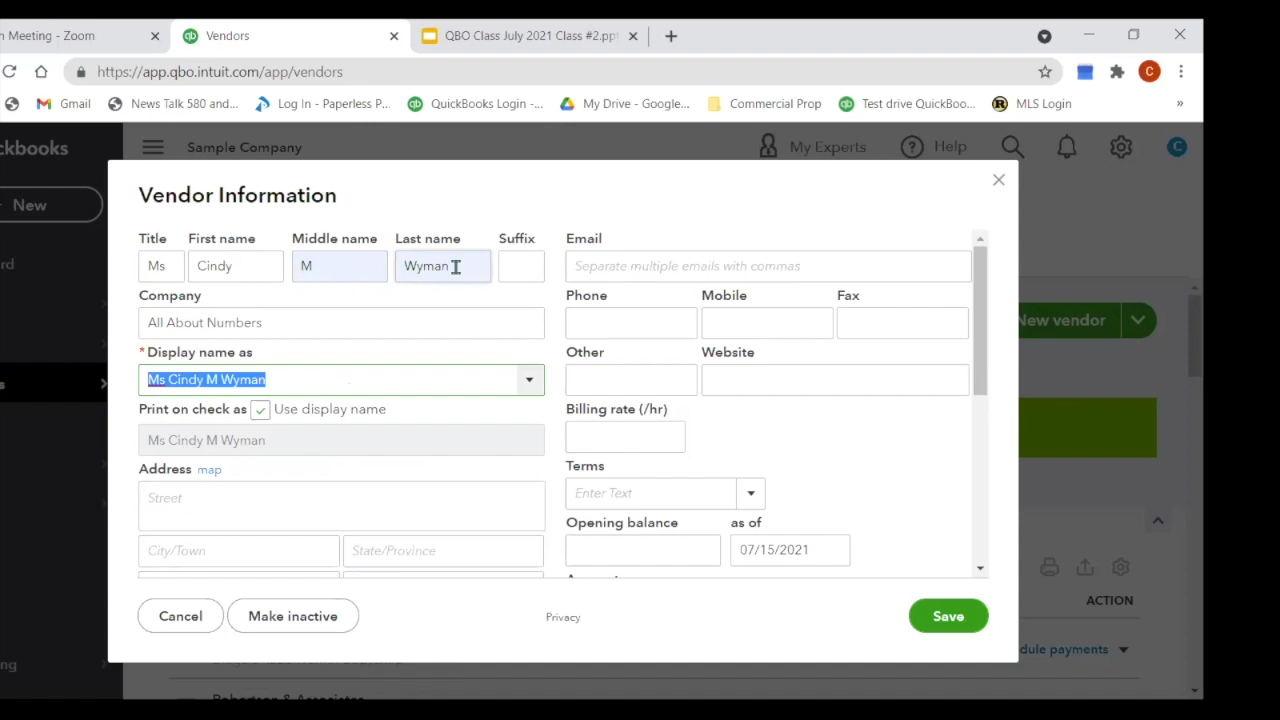 n Meeting - Zoom
Vendors
QBO Class July 2021 Class #2.ppt
https://app.qbo.intuit.com/app/vendors
C
Gmail
News Talk 580 and...
Log In - Paperless P...
QuickBooks Login -...
My Drive - Google...
Commercial Prop
Test drive QuickBoo...
MLS Login
»
ckbooks
Sample Company
My Experts
Help
C
New
Vendor Information
Title
First name
Middle name
Last name
Suffix
Email
Ms
Cindy
M
Wyman
Separate multiple emails with commas
Company
Phone
Mobile
Fax
All About Numbers
New vendor
* Display name as
Other
Website
Ms Cindy M Wyman
Print on check as
Use display name
Billing rate (/hr)
Ms Cindy M Wyman
Address map
Terms
Street
Enter Text
Opening balance
as of
City/Town
State/Province
07/15/2021
ACTION
Cancel
Make inactive
Privacy
Save
dule payments
ng
Robertson & Associates